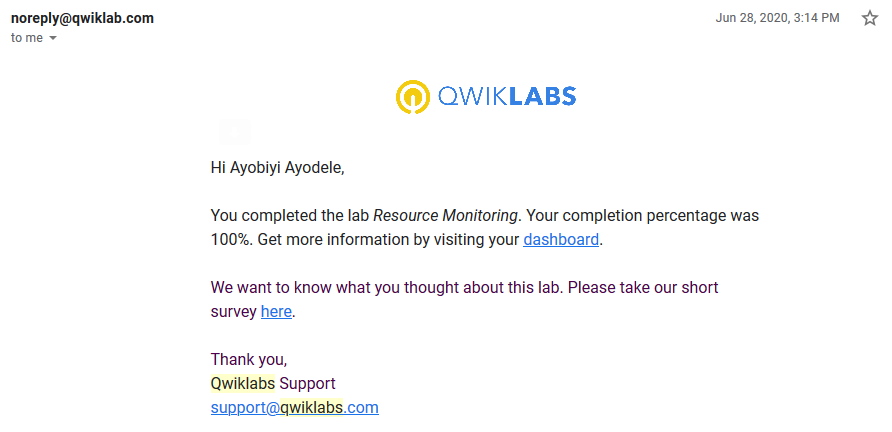 noreply@qwiklab.com
Jun 28, 2020, 3:14 PM
to me
QWIKLABS
Hi Ayobiyi Ayodele,
You completed the lab Resource Monitoring. Your completion percentage was
100%. Get more information by visiting your dashboard.
We want to know what you thought about this lab. Please take our short
survey here.
Thank you,
Qwiklabs Support
support@qwiklabs.com